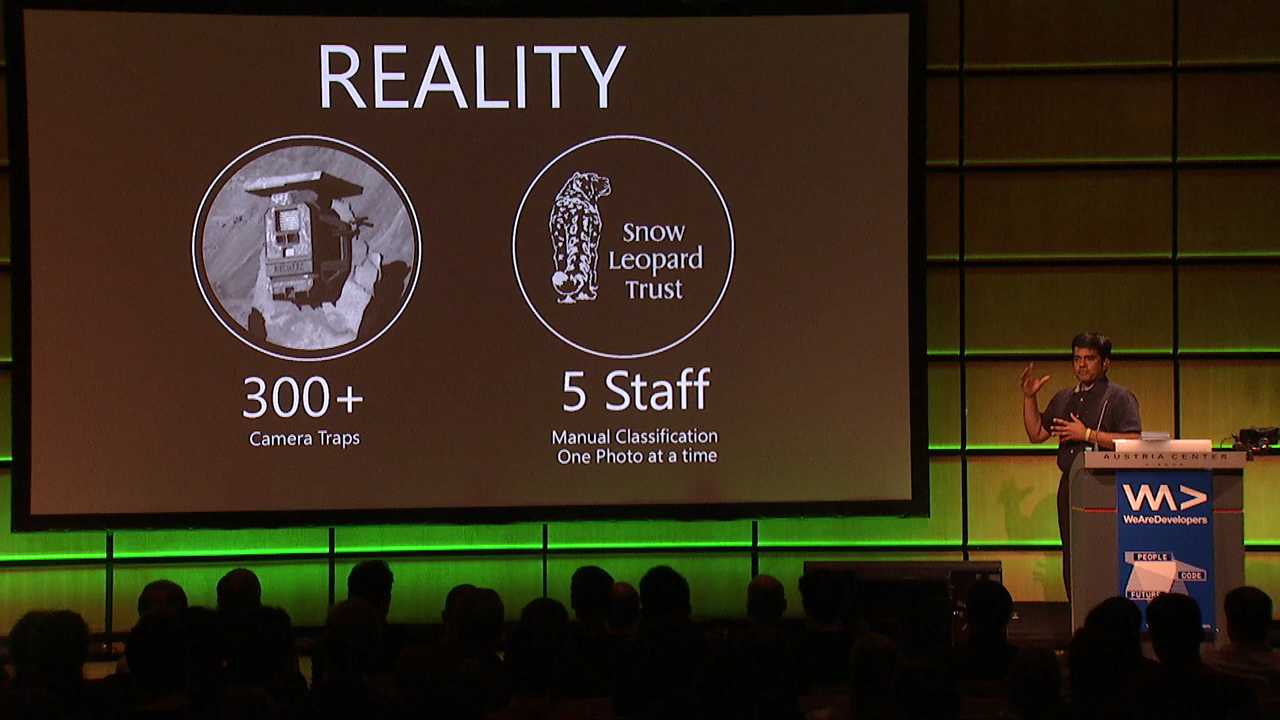 REALITY
Snow
Leopard
Trust
300+
Camera Traps
5 Staff
Manual Classification
One Photo at a time
AUSTRIA CENTER
WeAreDevelopers
PEOPLE
CODE
FUTURE